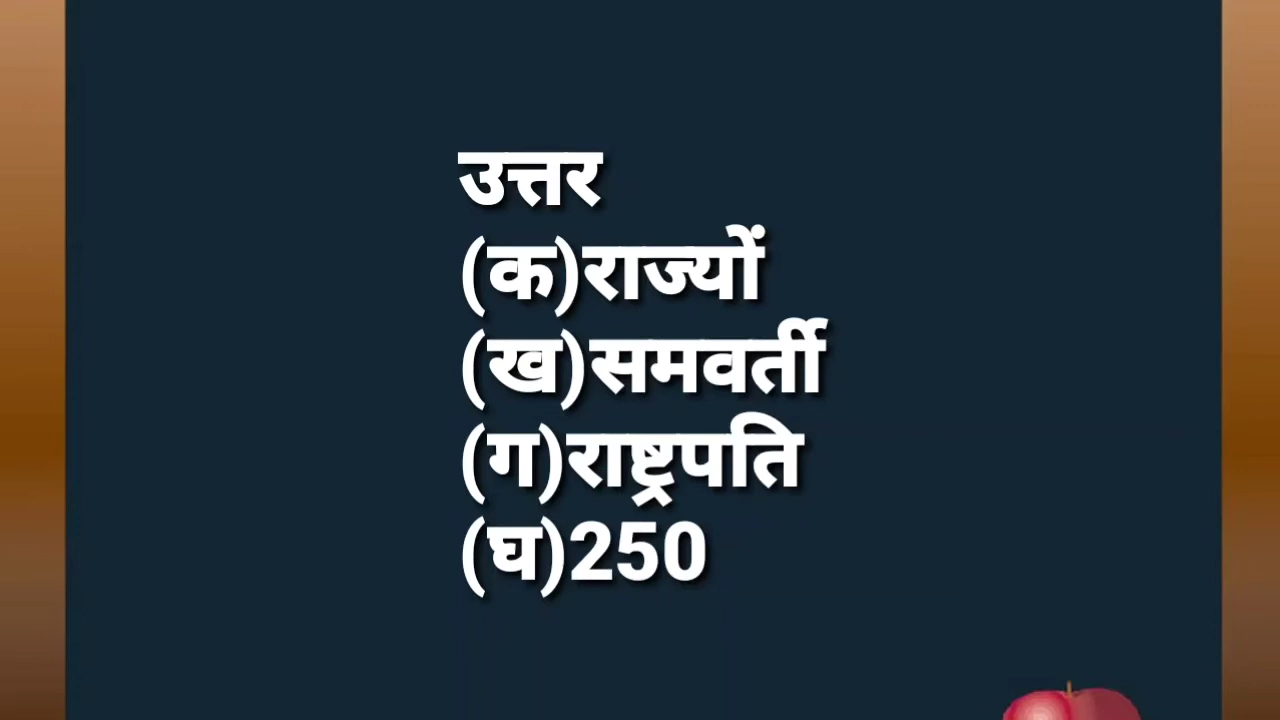 उत्तर
(क)राज्यों
(ख)समवर्ती
(ग)राष्ट्रपति
(घ)250